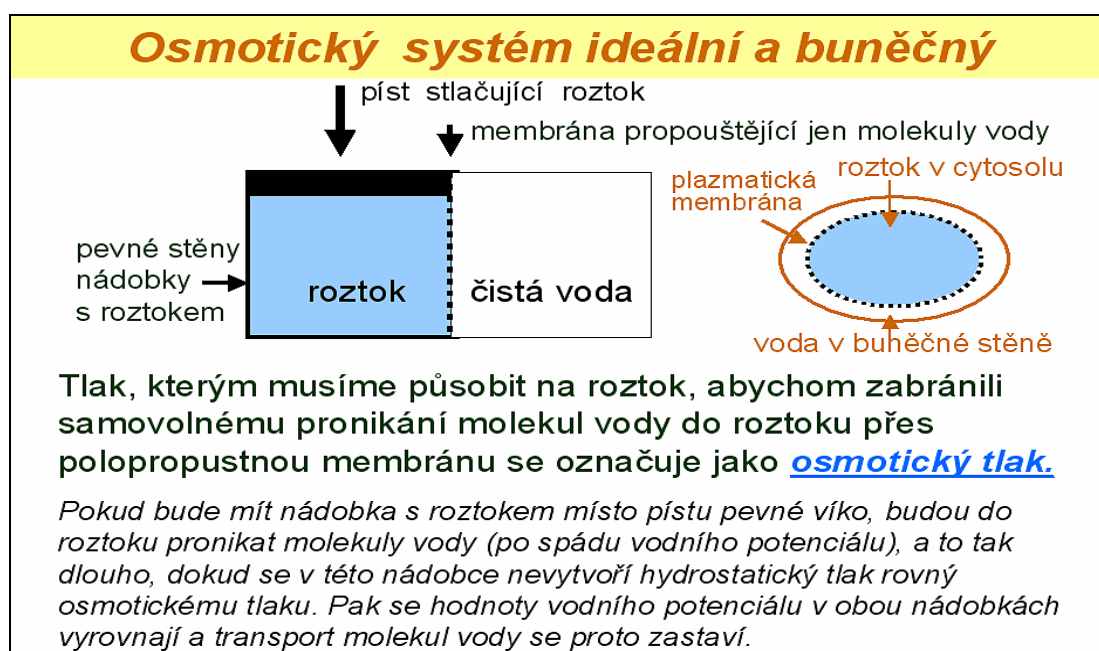 Osmotický systém ideální a buněčný
píst stlačující roztok
membrána propouštějící jen molekuly vody
pevné stěny
nádobky
s roztokem
roztok
čistá voda
plazmatická
membrána
roztok v cytosolu
voda v buněčné stěně
Tlak, kterým musíme působit na roztok, abychom zabránili
samovolnému pronikání molekul vody do roztoku přes
polopropustnou membránu se označuje jako osmotický tlak.
Pokud bude mít nádobka s roztokem místo pístu pevné víko, budou do
roztoku pronikat molekuly vody (po spádu vodního potenciálu), a to tak
dlouho, dokud se v této nádobce nevytvoří hydrostatický tlak rovný
osmotickému tlaku. Pak se hodnoty vodního potenciálu v obou nádobkách
vyrovnají a transport molekul vody se proto zastaví.